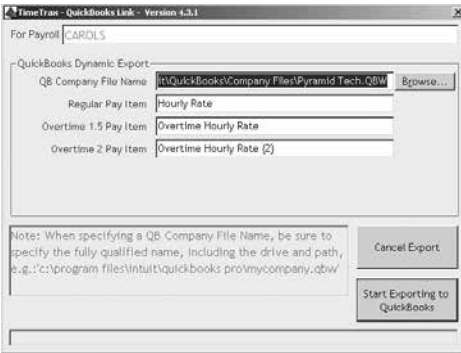 TimeTrax - QuickBooks Link - Version 4.3.1
For Payroll CAROLS
QuickBooks Dynamic Export
QB Company File Name it\QuickBooks\Company Files\Pyramid Tech.QBW Browse...
Regular Pay Item Hourly Rate
Overtime 1.5 Pay Item Overtime Hourly Rate
Overtime 2 Pay Item Overtime Hourly Rate (2)
Note: When specifying a QB Company File Name, be sure to
specify the fully qualified name, including the drive and path,
e.g.:'c:\program files\intuit\quickbooks pro\mycompany.qbw'
Cancel Export
Start Exporting to
QuickBooks